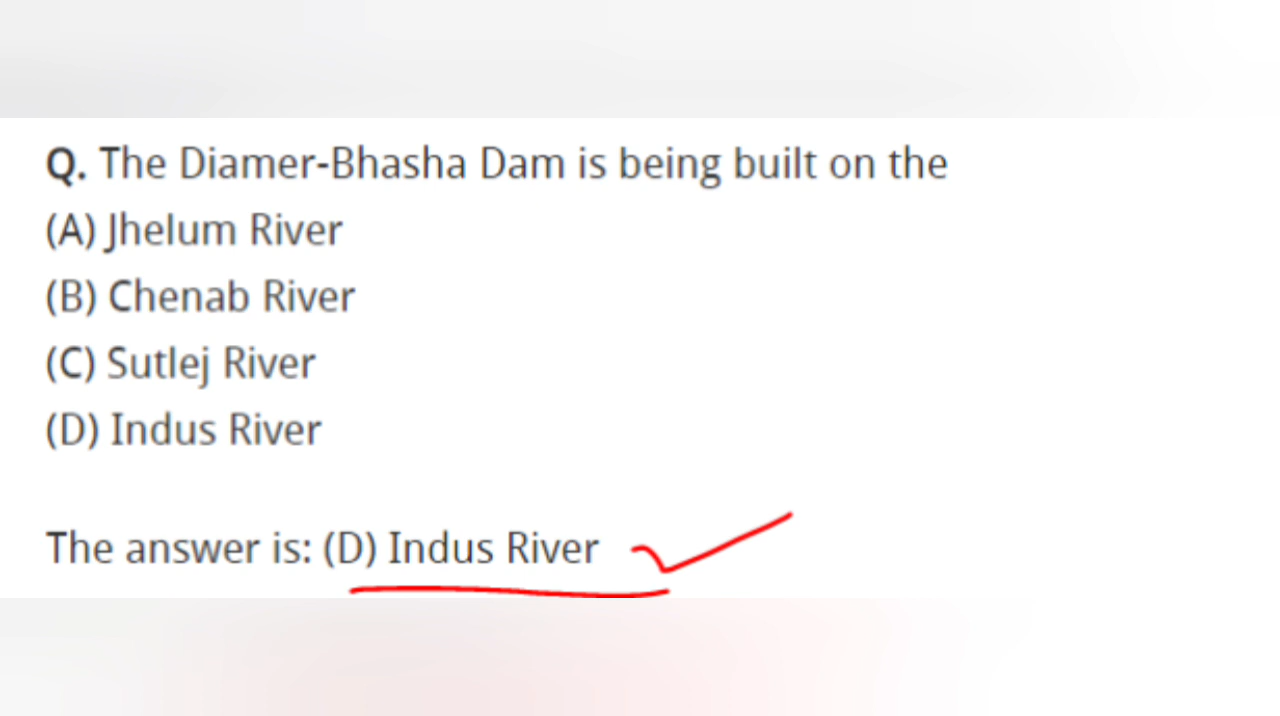 Q. The Diamer-Bhasha Dam is being built on the
(A) Jhelum River
(B) Chenab River
(C) Sutlej River
(D) Indus River
The answer is: (D) Indus River